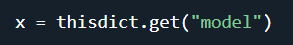 x = thisdict.get("model")